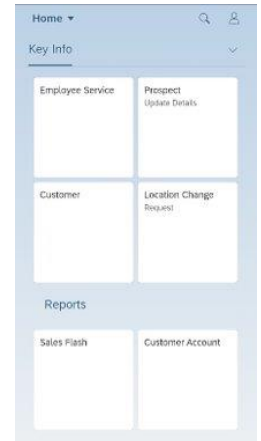 Home
Key Info
Employee Service
Prospect
Update Details
Customer
Location Change
Request
Reports
Sales Flash
Customer Account